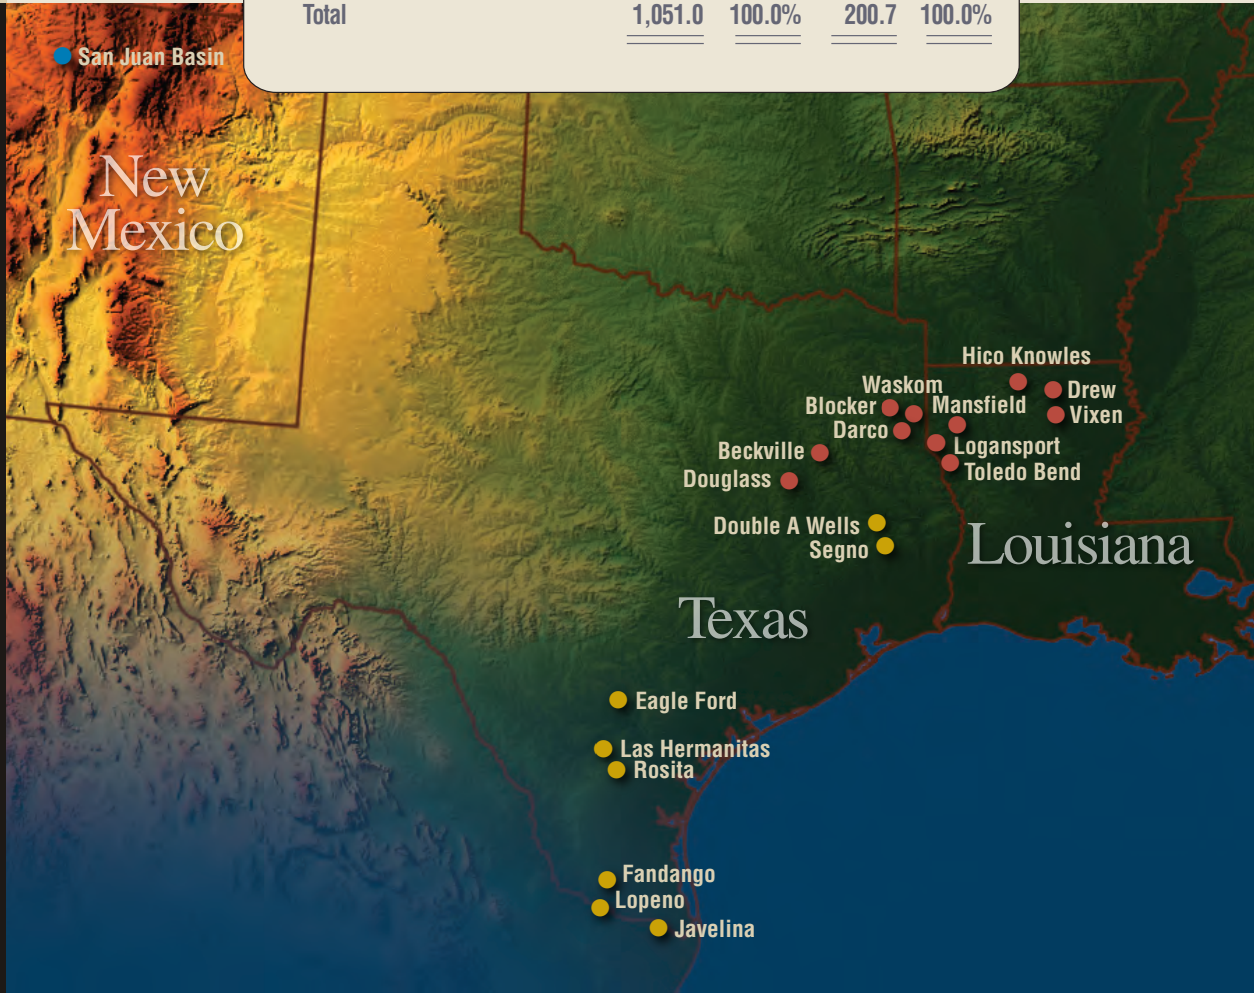 Total 1,051.0 100.0% 200.7 100.0%
San Juan Basin
New
Mexico
Hico Knowles
Waskom
Drew
Blocker
Mansfield
Vixen
Darco
Logansport
Beckville
Toledo Bend
Douglass
Double A Wells
Segno
Louisiana
Texas
Eagle Ford
Las Hermanitas
Rosita
Fandango
Lopeno
Javelina